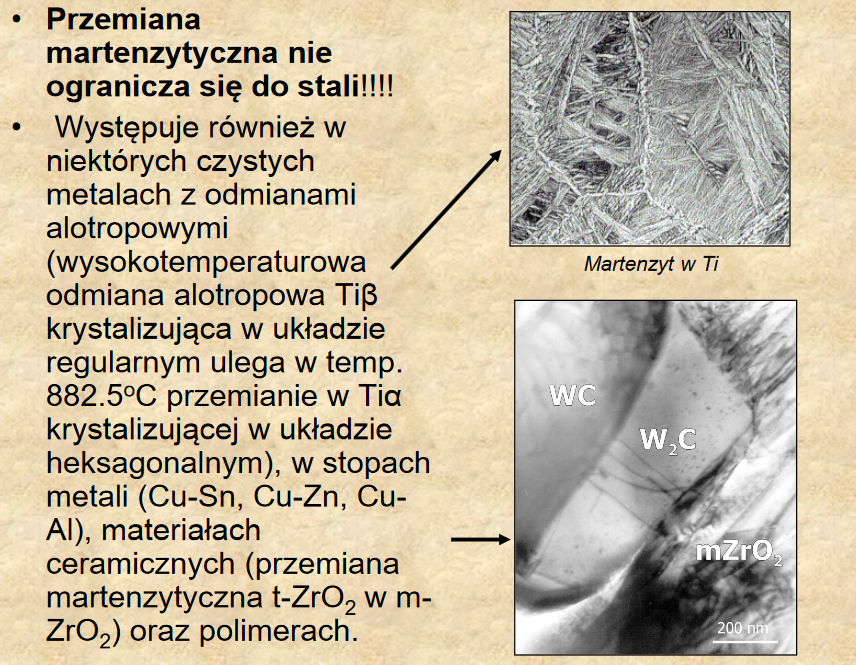 • Przemiana
martenzytyczna nie
ogranicza się do stali!!!!
• Występuje również w
niektórych czystych
metalach z odmianami
alotropowymi
(wysokotemperaturowa
odmiana alotropowa Tiβ
krystalizująca w układzie
regularnym ulega w temp.
882.5ºC przemianie w Tiα
krystalizującej w układzie
heksagonalnym), w stopach
metali (Cu-Sn, Cu-Zn, Cu-
Al), materiałach
ceramicznych (przemiana
martenzytyczna t-ZrO₂ w m-
ZrO₂) oraz polimerach.
Martenzyt w Ti
WC
W₂C
mZrO₂
200 nm